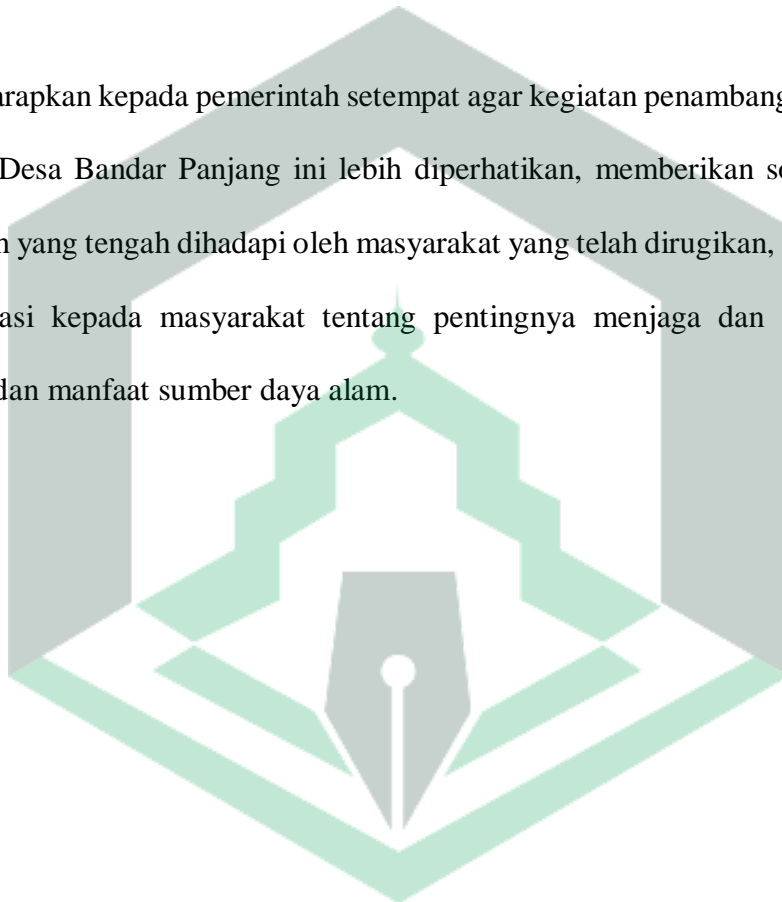 arapkan kepada pemerintah setempat agar kegiatan penambang
Desa Bandar Panjang ini lebih diperhatikan, memberikan so
yang tengah dihadapi oleh masyarakat yang telah dirugikan,
asi kepada masyarakat tentang pentingnya menjaga dan
dan manfaat sumber daya alam.